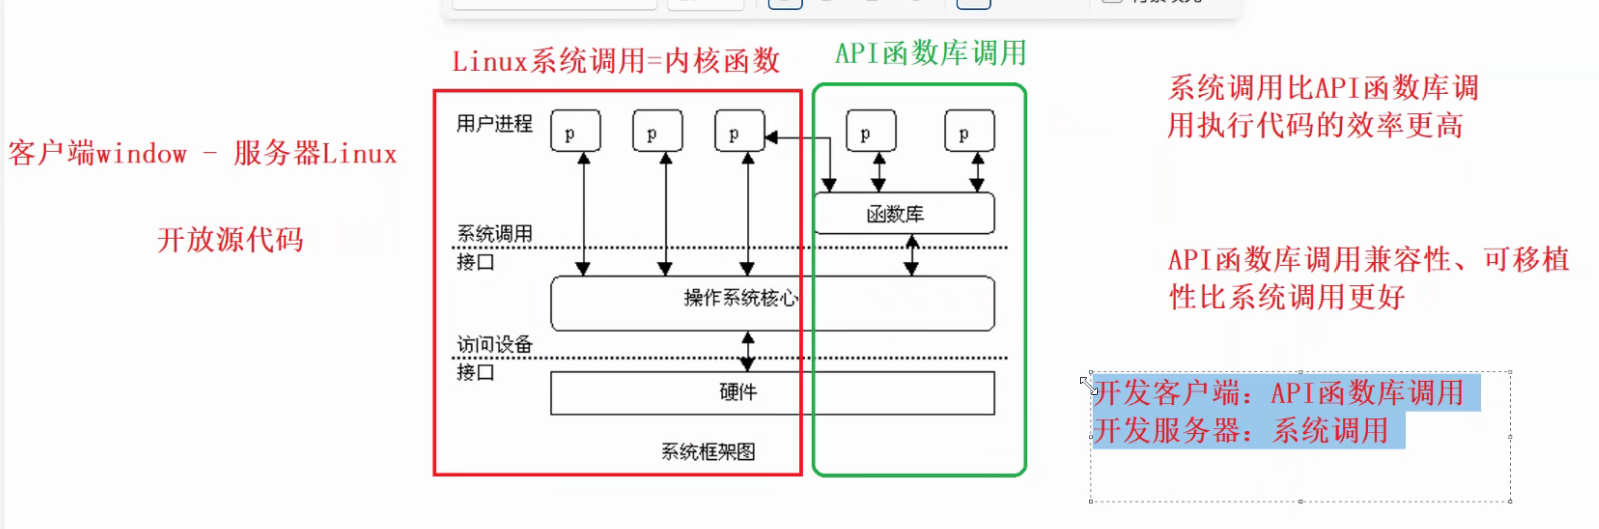 Linux系统调用=内核函数
API函数库调用
系统调用比API函数库调
用执行代码的效率更高
客户端window - 服务器Linux
开放源代码
用户进程
p
p
p
p
p
函数库
系统调用
接口
操作系统核心
访问设备
接口
硬件
系统框架图
API函数库调用兼容性、可移植
性比系统调用更好
开发客户端: API函数库调用
开发服务器: 系统调用